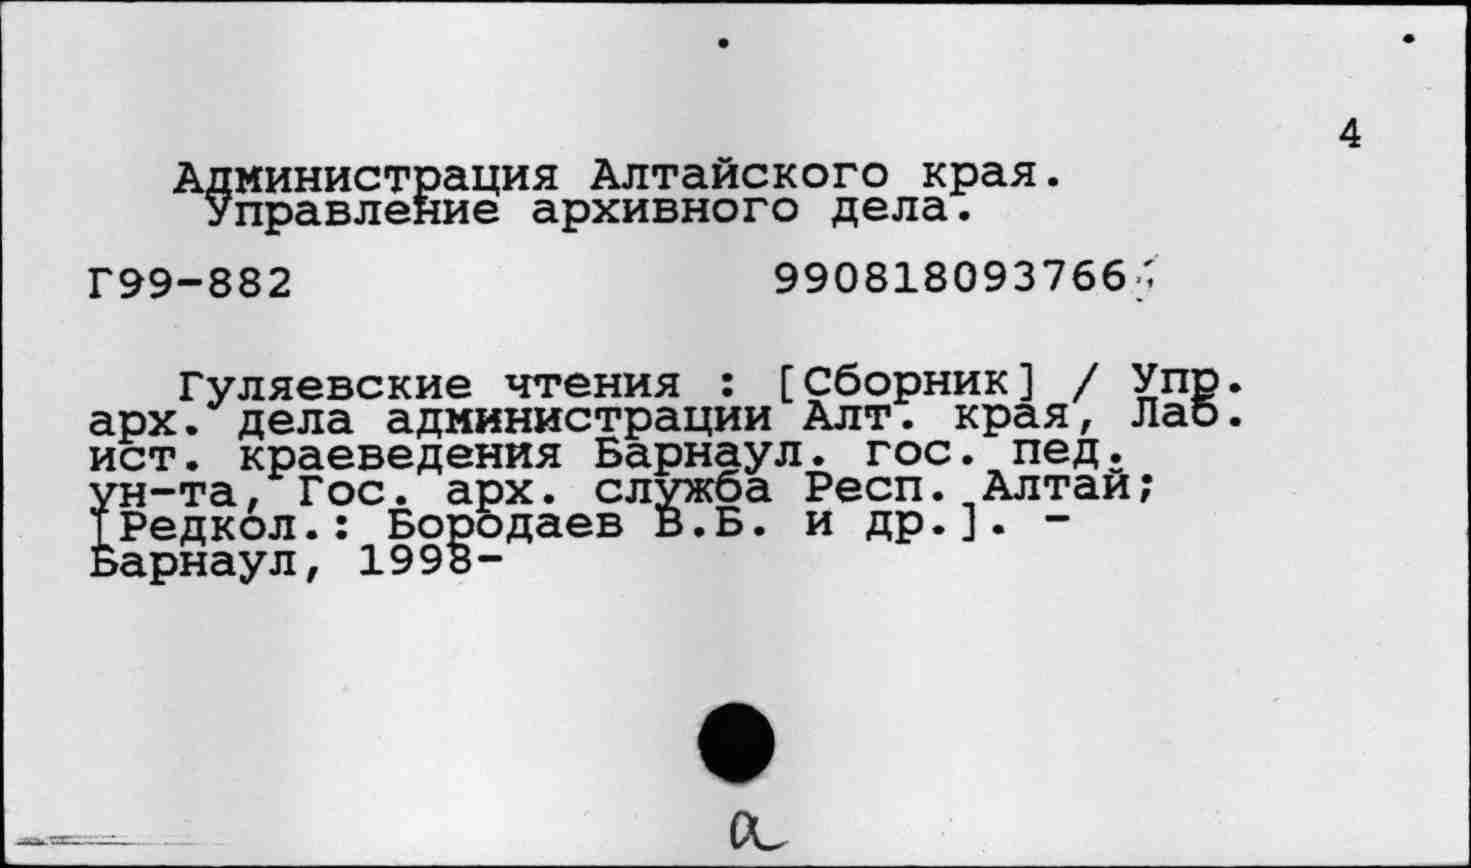 4
Администрация Алтайского края.
Управление архивного дела.
Г99-882 990818093766
Гуляевские чтения : [Сборник] / Упр.
арх. дела администрации Алт. края, Лаб.
ист. краеведения Барнаул. гос. пед.
ун-та, Гос. арх. служба Респ. Алтай;
[Редкол.: Бородаев В.Б. и др.]. -
Барнаул, 1998-
а